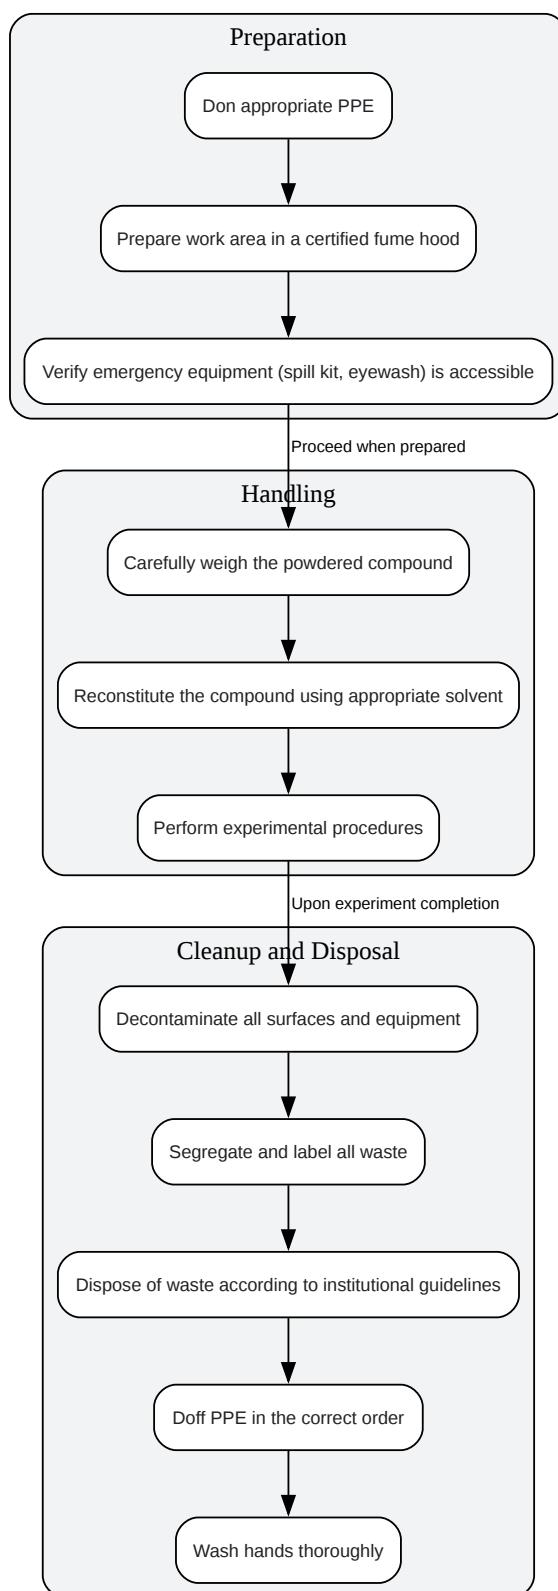 Preparation
Don appropriate PPE
Prepare work area in a certified fume hood
Verify emergency equipment (spill kit, eyewash) is accessible
Proceed when prepared
Handling
Carefully weigh the powdered compound
Reconstitute the compound using appropriate solvent
Perform experimental procedures
Upon experiment completion
Cleanup and Disposal
Decontaminate all surfaces and equipment
Segregate and label all waste
Dispose of waste according to institutional guidelines
Doff PPE in the correct order
Wash hands thoroughly